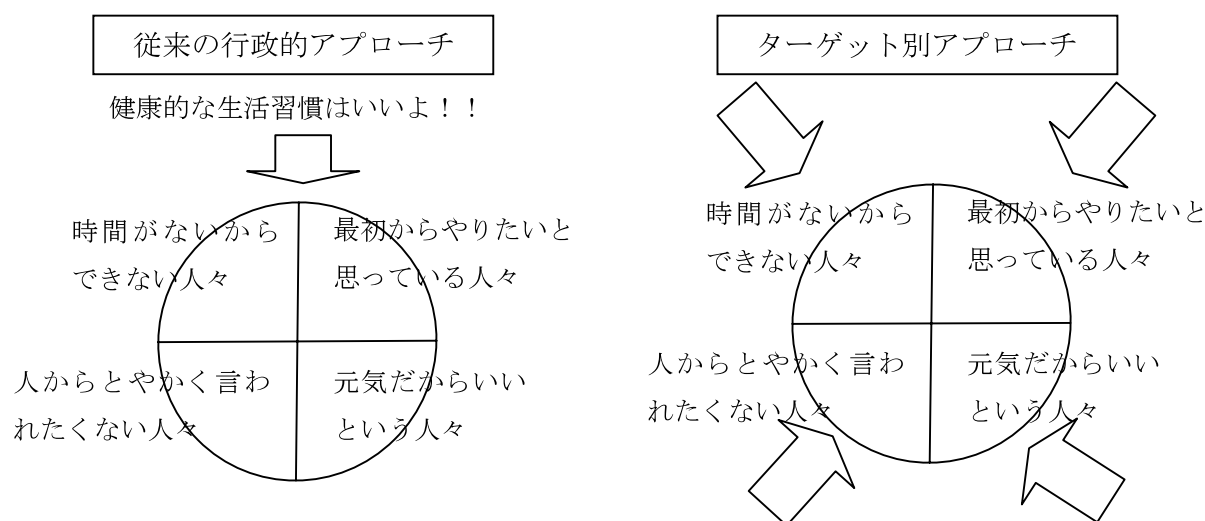 従来の行政的アプローチ
健康的な生活習慣はいいよ！！
時間がないから
できない人々
最初からやりたいと
思っている人々
人からとやかく言わ
れたくない人々
元気だからいい
という人々
ターゲット別アプローチ
時間がないから
できない人々
最初からやりたいと
思っている人々
人からとやかく言わ
れたくない人々
元気だからいい
という人々